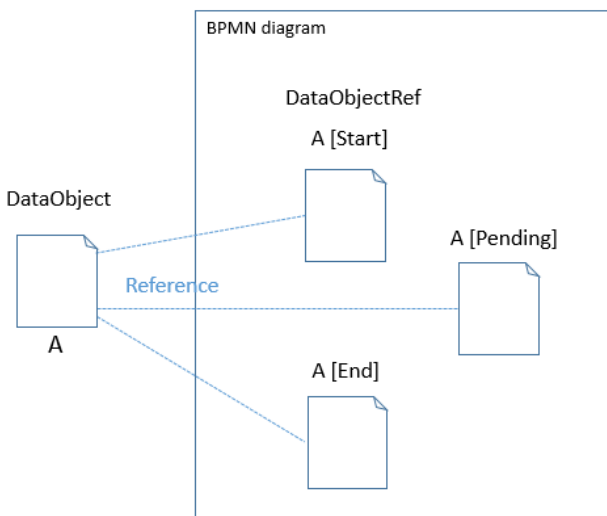 BPMN diagram
DataObjectRef
A [Start]
DataObject
A [Pending]
Reference
A
A [End]